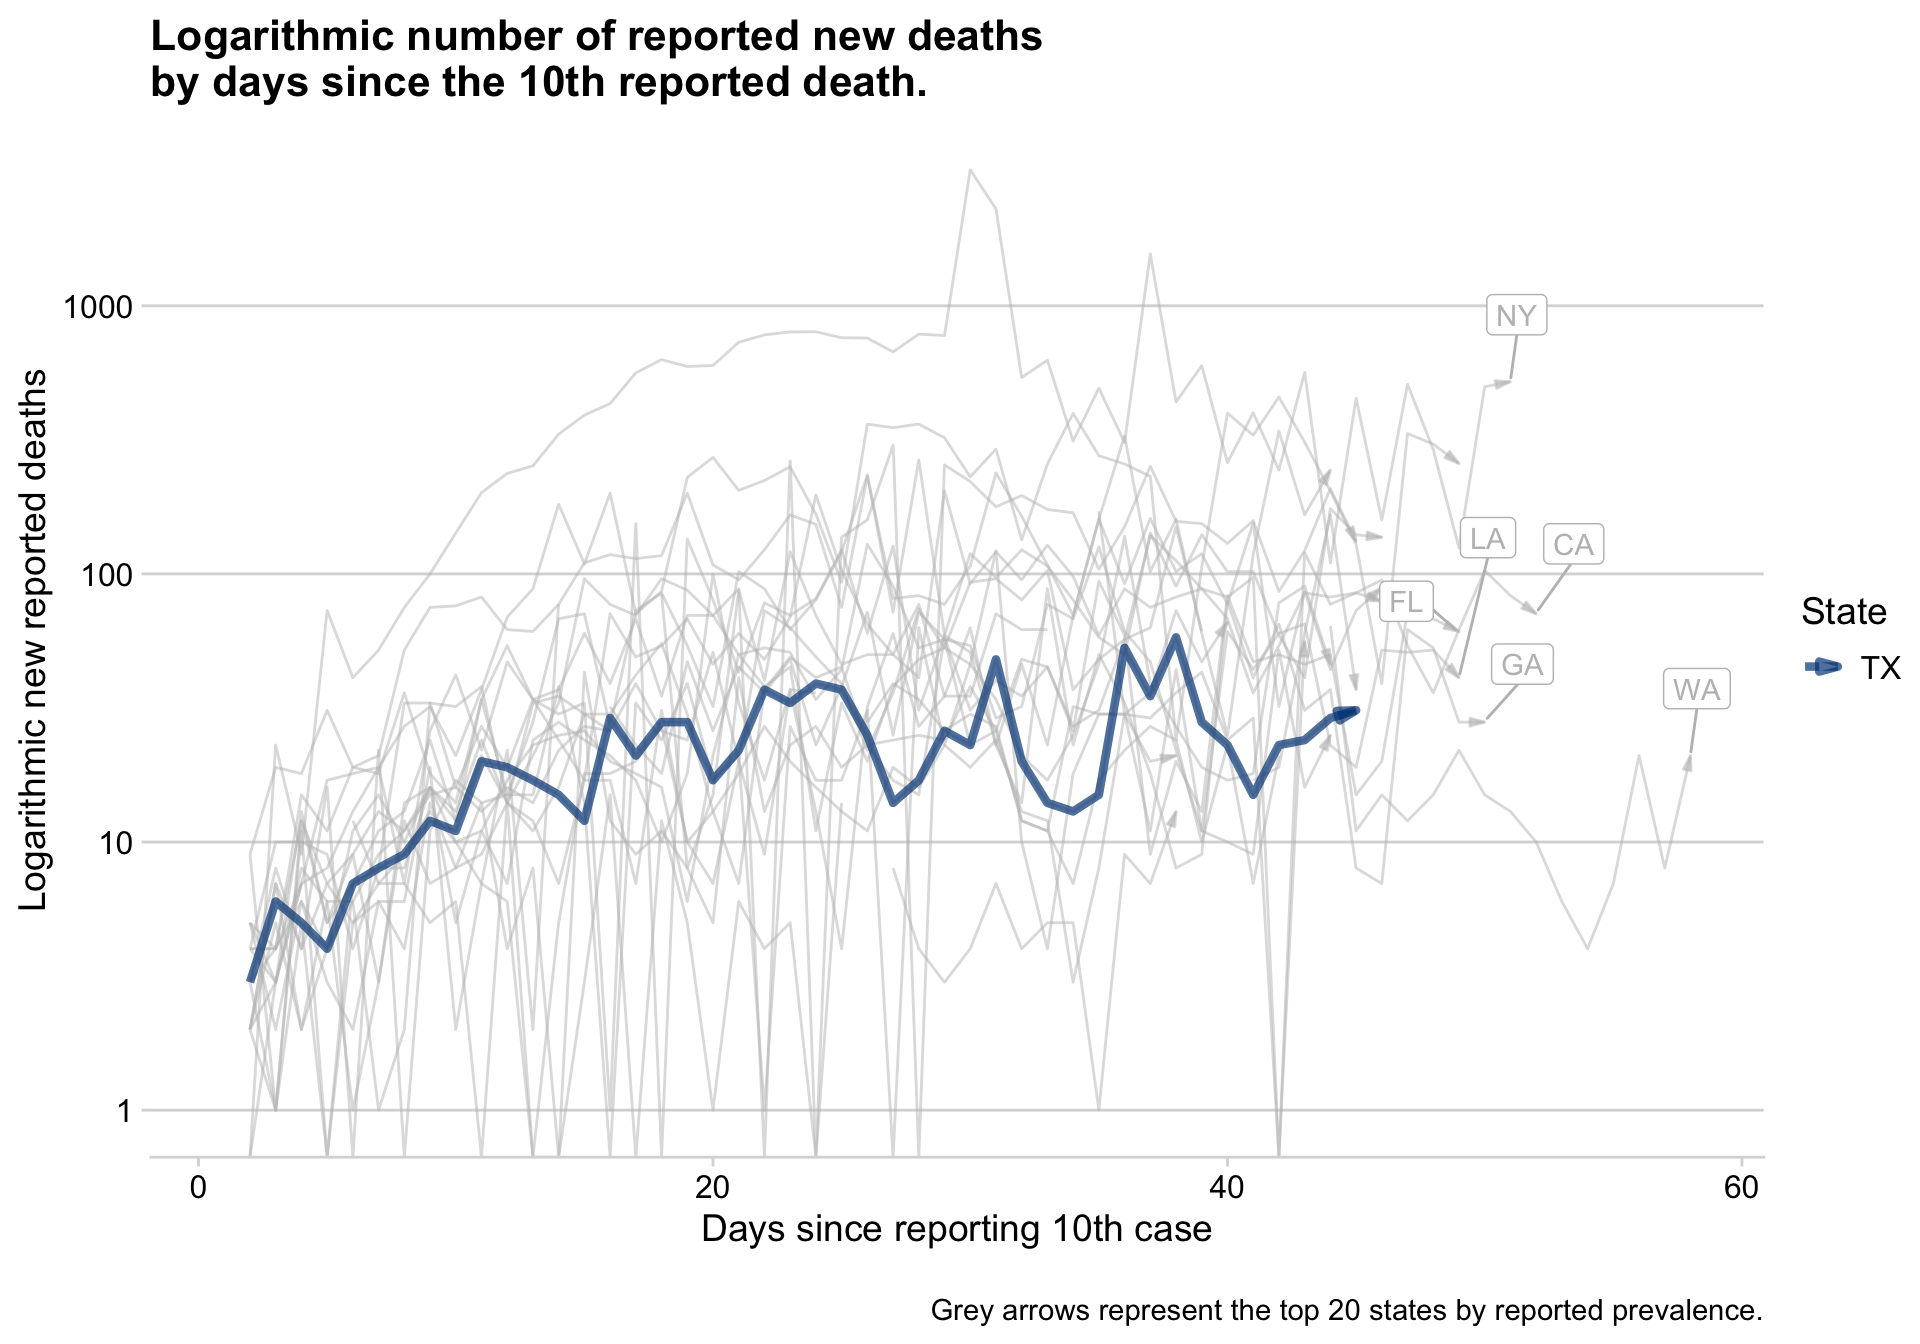 Logarithmic number of reported new deaths
by days since the 10th reported death.
Logarithmic new reported deaths
1000
100
10
1
NY
LA
CA
FL
GA
WA
State
TX
0
20
40
60
Days since reporting 10th case
Grey arrows represent the top 20 states by reported prevalence.